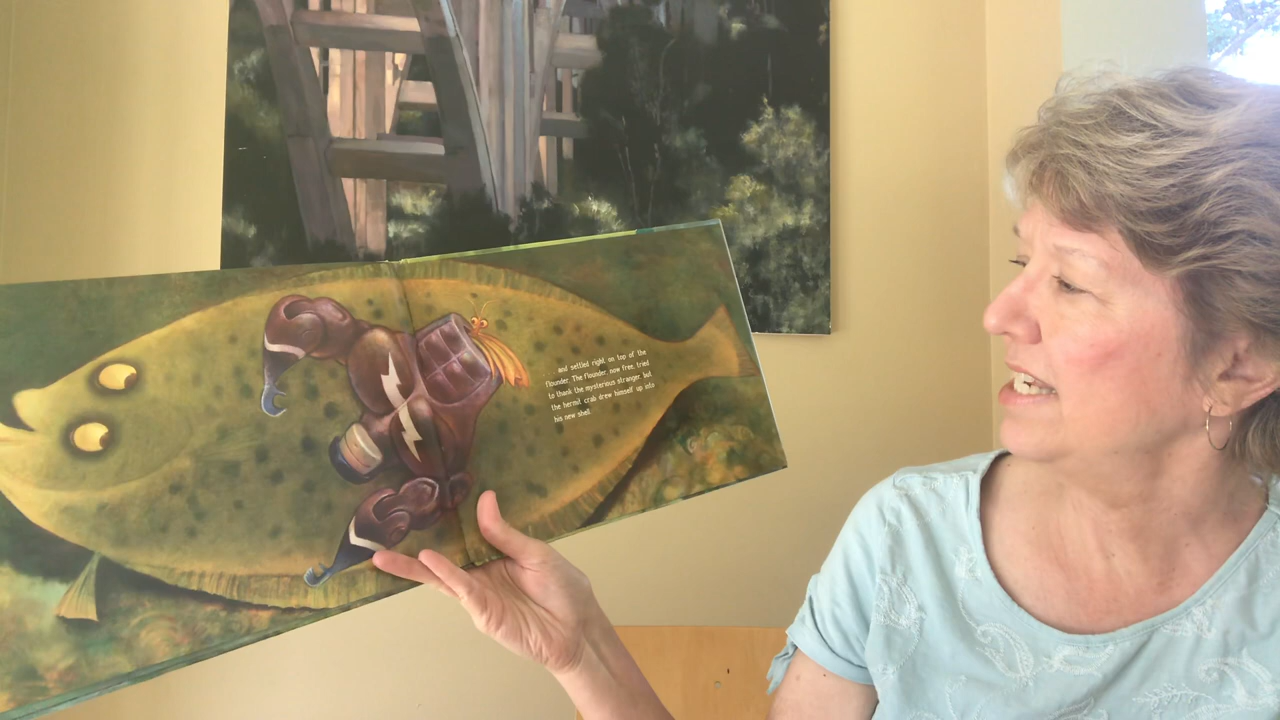 and settled right on top of the
flounder. The flounder, now free, tried
to thank the mysterious stranger, but
the hermit crab drew himself up into
his new shell.